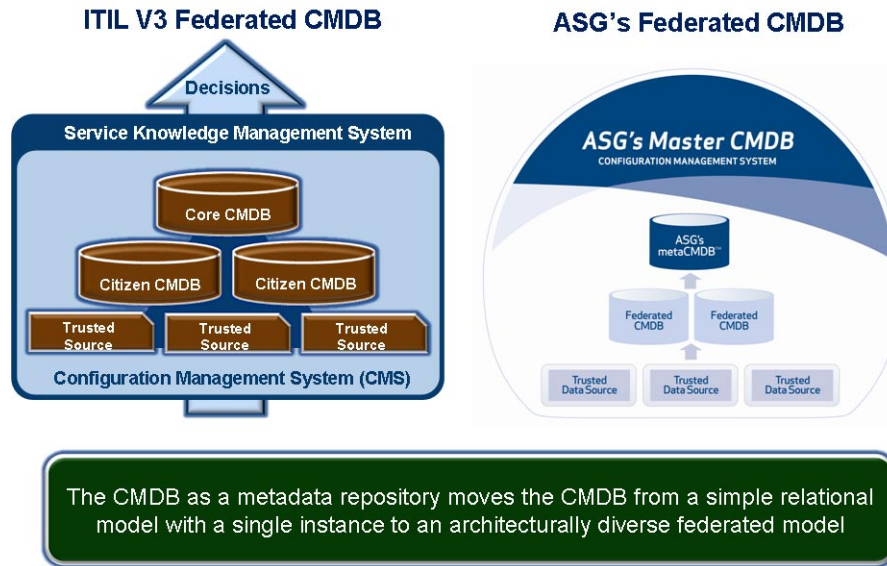 ITIL V3 Federated CMDB
Decisions
Service Knowledge Management System
Core CMDB
Citizen CMDB
Citizen CMDB
Trusted
Source
Trusted
Source
Trusted
Source
Configuration Management System (CMS)
ASG's Federated CMDB
ASG's Master CMDB
CONFIGURATION MANAGEMENT SYSTEM
ASG's
metaCMDB™
Federated
CMDB
Federated
CMDB
Trusted
Data Source
Trusted
Data Source
Trusted
Data Source
The CMDB as a metadata repository moves the CMDB from a simple relational
model with a single instance to an architecturally diverse federated model